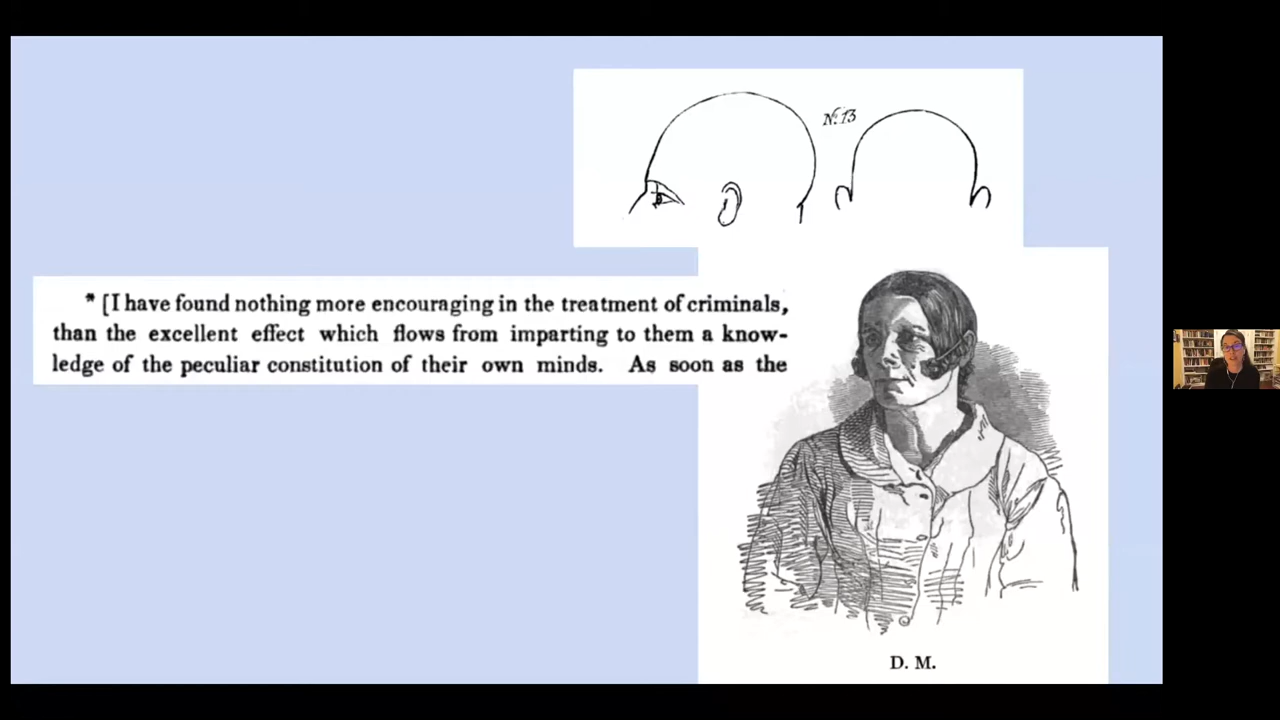 No. 13
* [I have found nothing more encouraging in the treatment of criminals,
than the excellent effect which flows from imparting to them a know-
ledge of the peculiar constitution of their own minds. As soon as the
D. M.